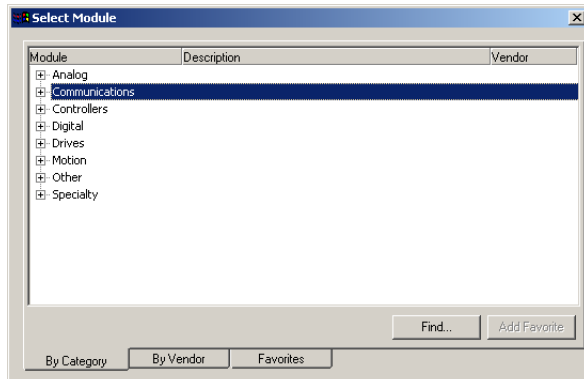 Select Module
Module Description Vendor
Analog
Communications
Controllers
Digital
Drives
Motion
Other
Specialty
Find... Add Favorite
By Category By Vendor Favorites